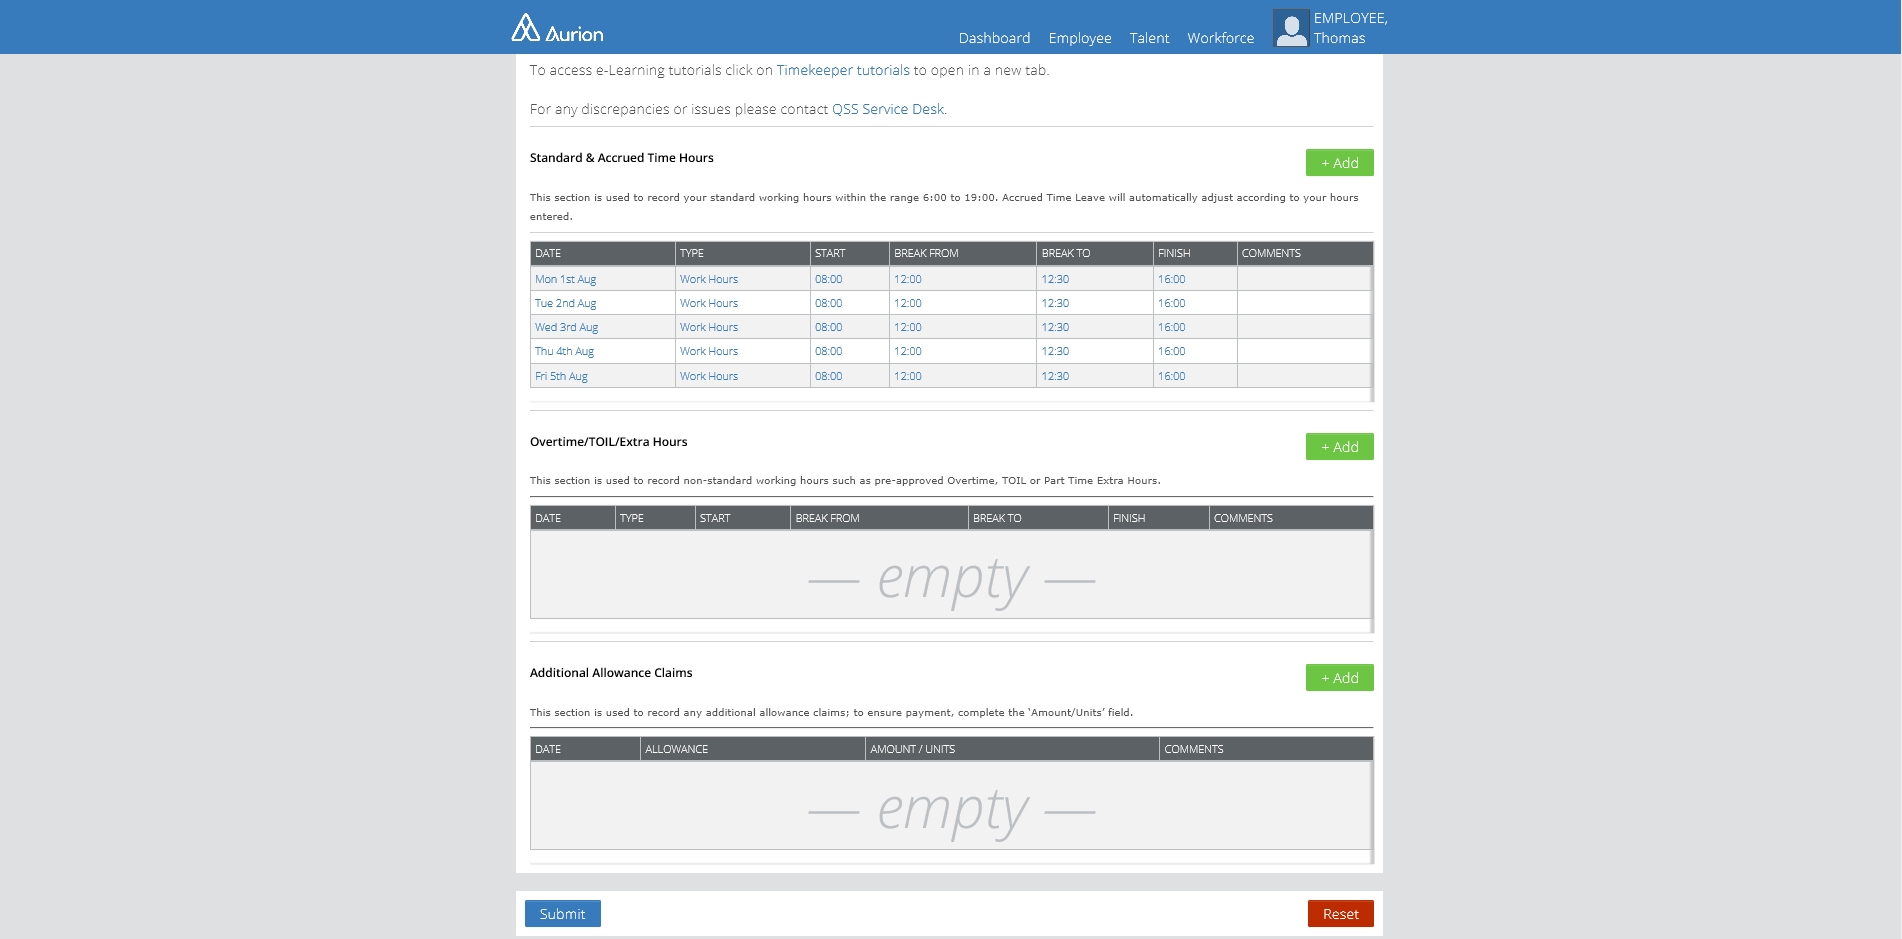 Aurion
Dashboard Employee Talent Workforce EMPLOYEE, Thomas
To access e-Learning tutorials click on Timekeeper tutorials to open in a new tab.
For any discrepancies or issues please contact QSS Service Desk.
Standard & Accrued Time Hours
+ Add
This section is used to record your standard working hours within the range 6:00 to 19:00. Accrued Time Leave will automatically adjust according to your hours
entered.
DATE TYPE START BREAK FROM BREAK TO FINISH COMMENTS
Mon 1st Aug Work Hours 08:00 12:00 12:30 16:00
Tue 2nd Aug Work Hours 08:00 12:00 12:30 16:00
Wed 3rd Aug Work Hours 08:00 12:00 12:30 16:00
Thu 4th Aug Work Hours 08:00 12:00 12:30 16:00
Fri 5th Aug Work Hours 08:00 12:00 12:30 16:00
Overtime/TOIL/Extra Hours
+ Add
This section is used to record non-standard working hours such as pre-approved Overtime, TOIL or Part Time Extra Hours.
DATE TYPE START BREAK FROM BREAK TO FINISH COMMENTS
— empty —
Additional Allowance Claims
+ Add
This section is used to record any additional allowance claims; to ensure payment, complete the ‘Amount/Units’ field.
DATE ALLOWANCE AMOUNT / UNITS COMMENTS
— empty —
Submit Reset